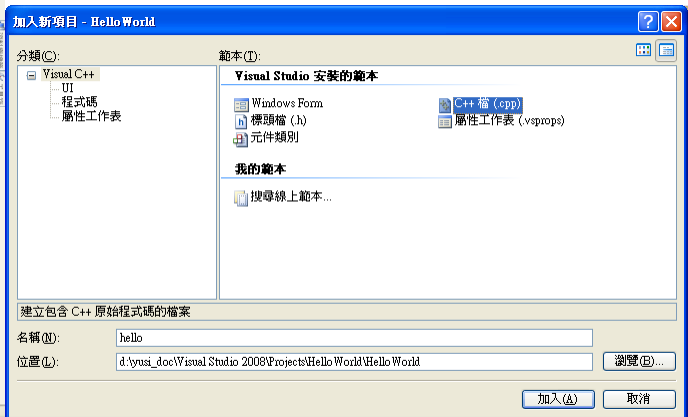 加入新項目 - HelloWorld
分類(C):
範本(T):
Visual C++
UI
程式碼
屬性工作表
Visual Studio 安裝的範本
Windows Form
C++ 檔 (.cpp)
標頭檔 (.h)
屬性工作表 (.vsprops)
元件類別
我的範本
搜尋線上範本...
建立包含 C++ 原始程式碼的檔案
名稱(N):
hello
位置(L):
d:\yusi_doc\Visual Studio 2008\Projects\HelloWorld\HelloWorld
瀏覽(B)...
加入(A)
取消